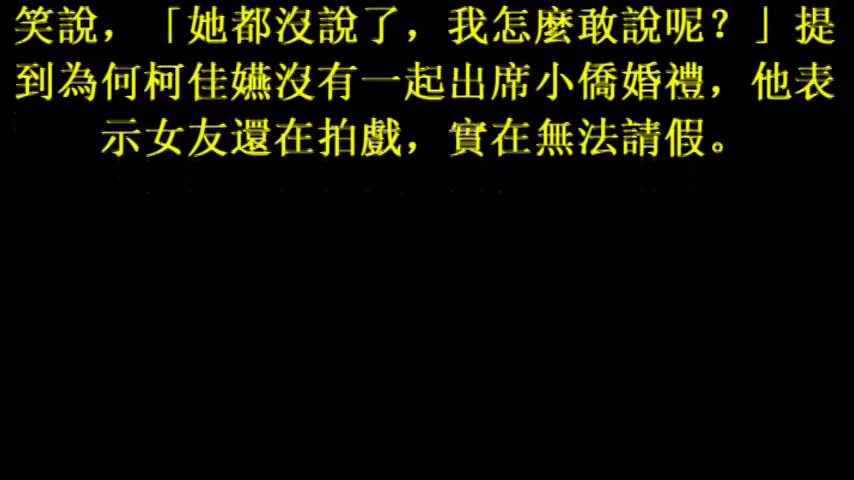 笑說，「她都沒說了，我怎麼敢說呢？」提
到為何柯佳嬿沒有一起出席小僑婚禮，他表
示女友還在拍戲，實在無法請假。